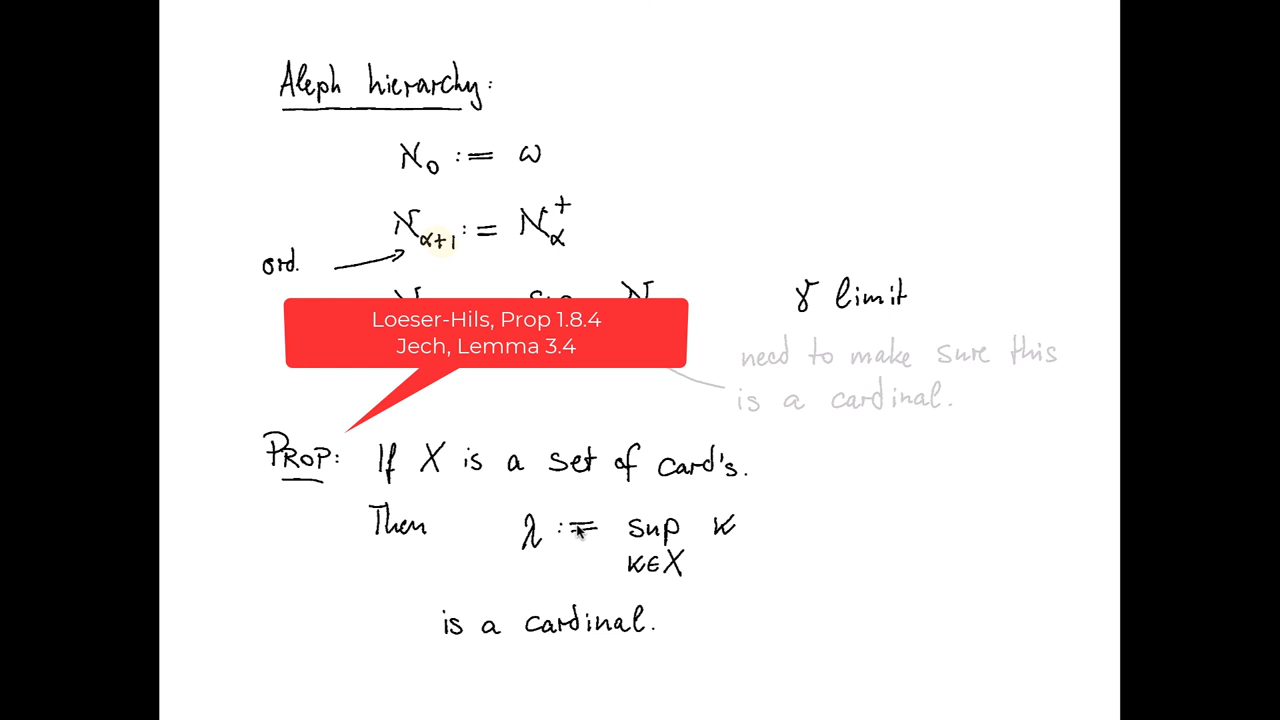 Aleph hierarchy:
ℵ₀ := ω
ℵ_{α+1} := ℵ_α⁺
ord.
γ limit
Loeser-Hils, Prop 1.8.4
Jech, Lemma 3.4
need to make sure this
is a cardinal.
PROP: If X is a set of card's.
Then λ := sup κ
κ∈X
is a cardinal.